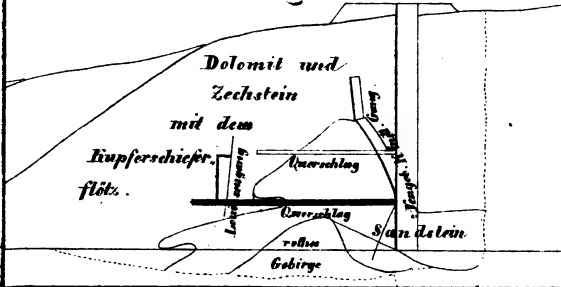 Dolomit und
Zechstein
mit dem
Kupferschiefer
flötz.
Gang
Querschlag
Querschlag
Sandstein
rothes
Gebirge